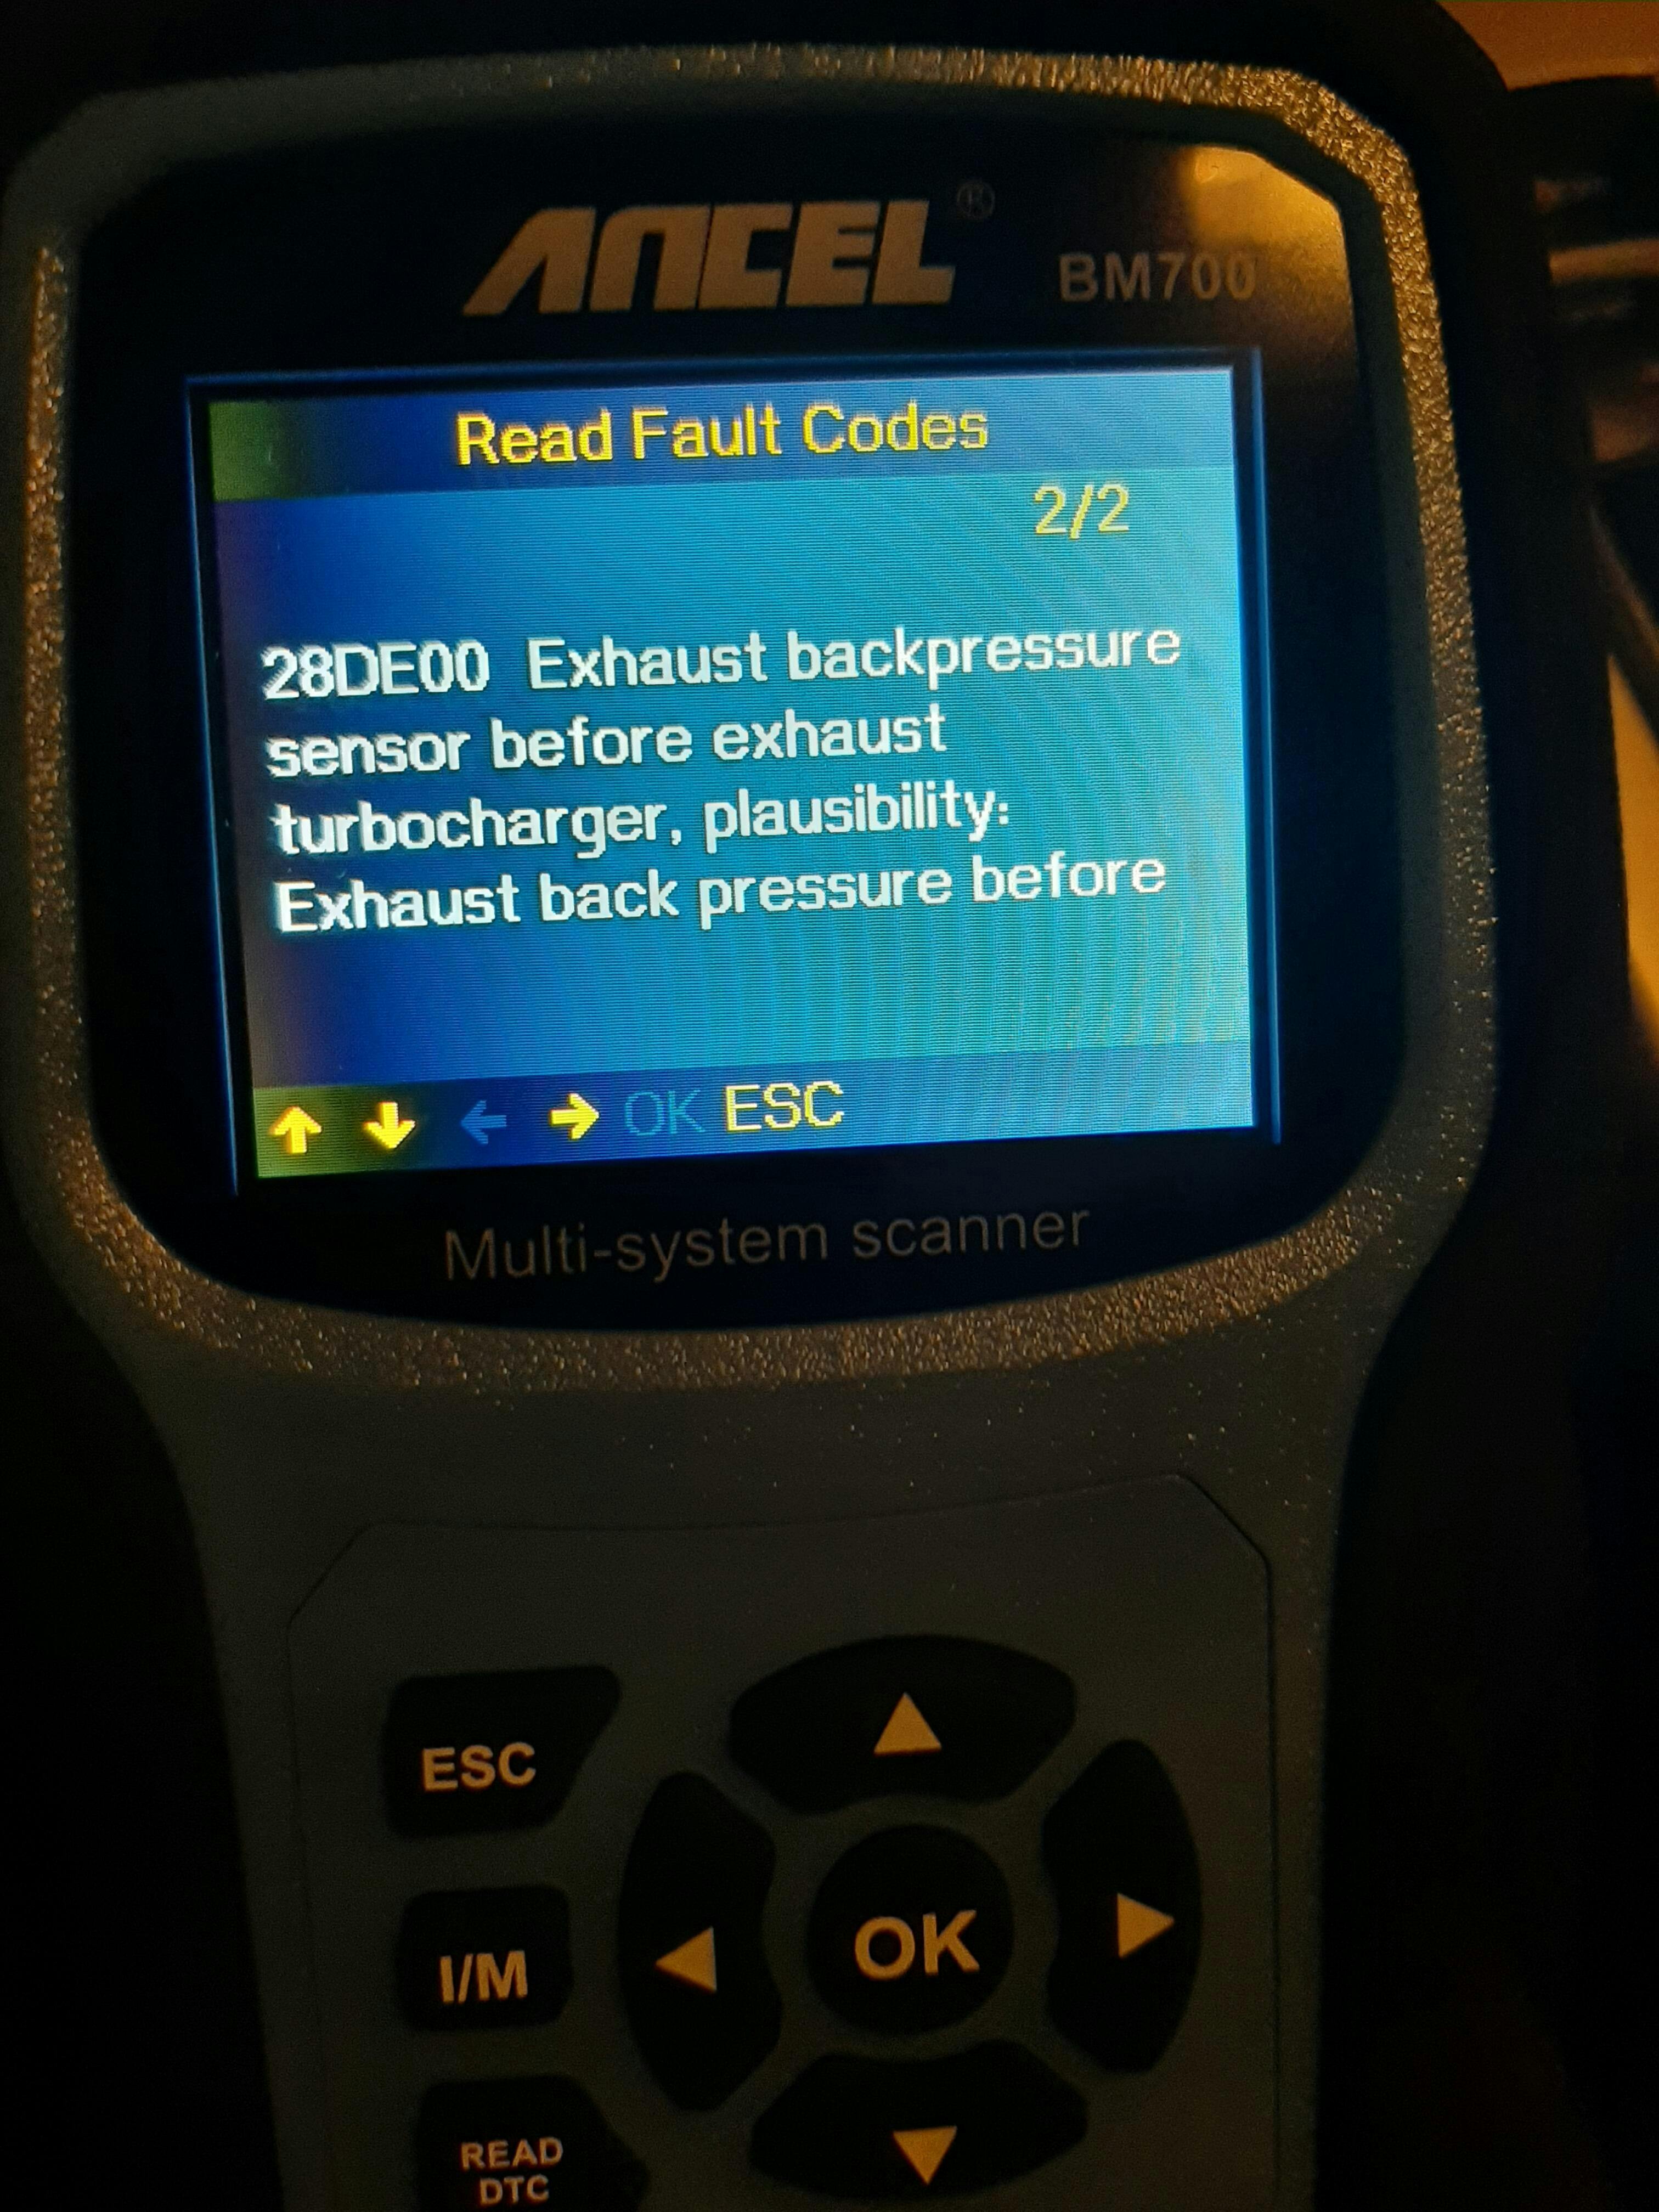 ANCEL®
BM700
Read Fault Codes
2/2
28DE00 Exhaust backpressure
sensor before exhaust
turbocharger, plausibility:
Exhaust back pressure before
OK ESC
Multi-system scanner
ESC
OK
I/M
READ
DTC